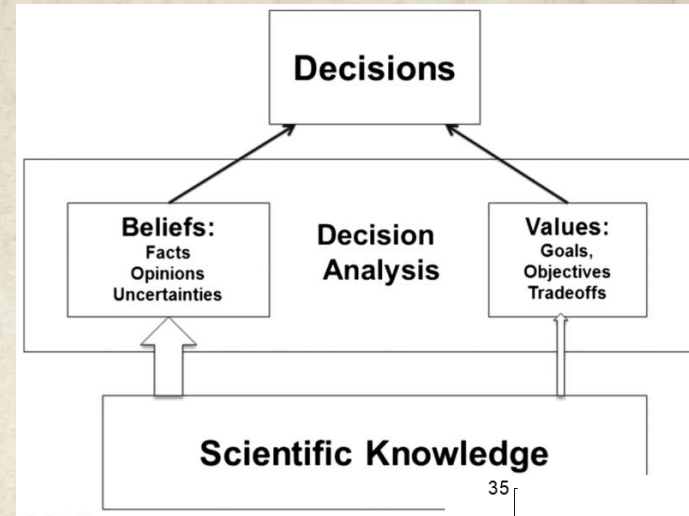 Decisions
Beliefs:
Facts
Opinions
Uncertainties
Decision
Analysis
Values:
Goals,
Objectives
Tradeoffs
Scientific Knowledge
35